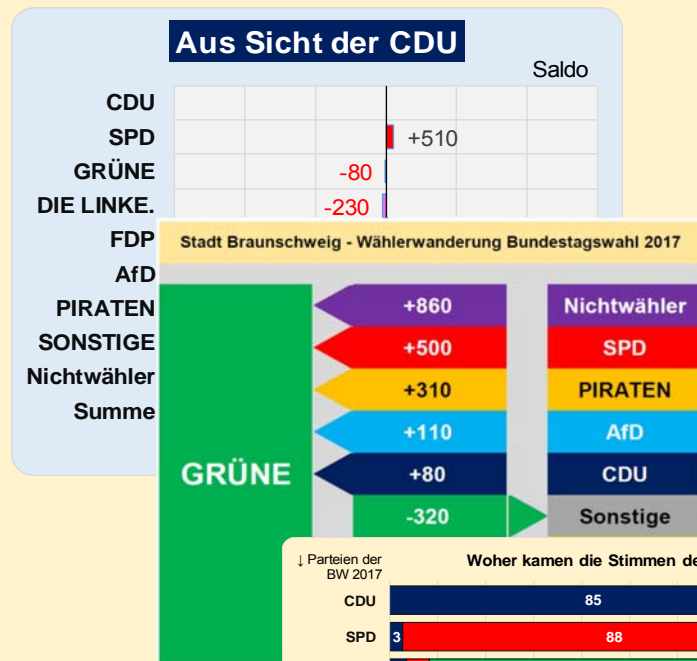 Aus Sicht der CDU
Saldo
CDU
SPD +510
GRÜNE -80
DIE LINKE. -230
FDP
AfD
PIRATEN
SONSTIGE
Nichtwähler
Summe
Stadt Braunschweig - Wählerwanderung Bundestagswahl 2017
GRÜNE
+860 Nichtwähler
+500 SPD
+310 PIRATEN
+110 AfD
+80 CDU
-320 Sonstige
↓ Parteien der
BW 2017
Woher kamen die Stimmen de
CDU 85
SPD 3 88